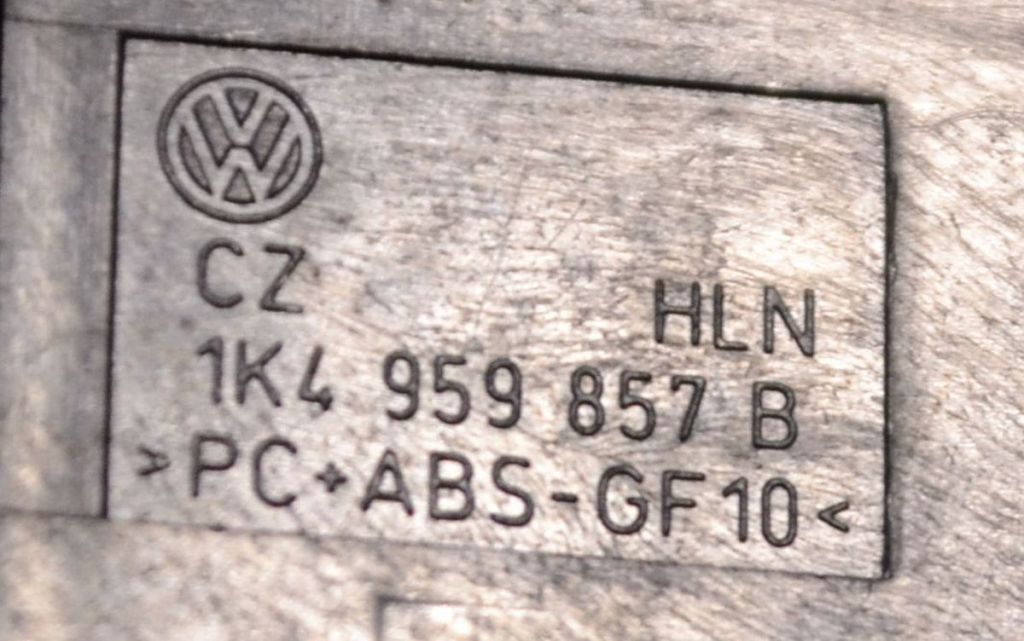 CZ HLN
1K4 959 857 B
>PC+ABS-GF10<